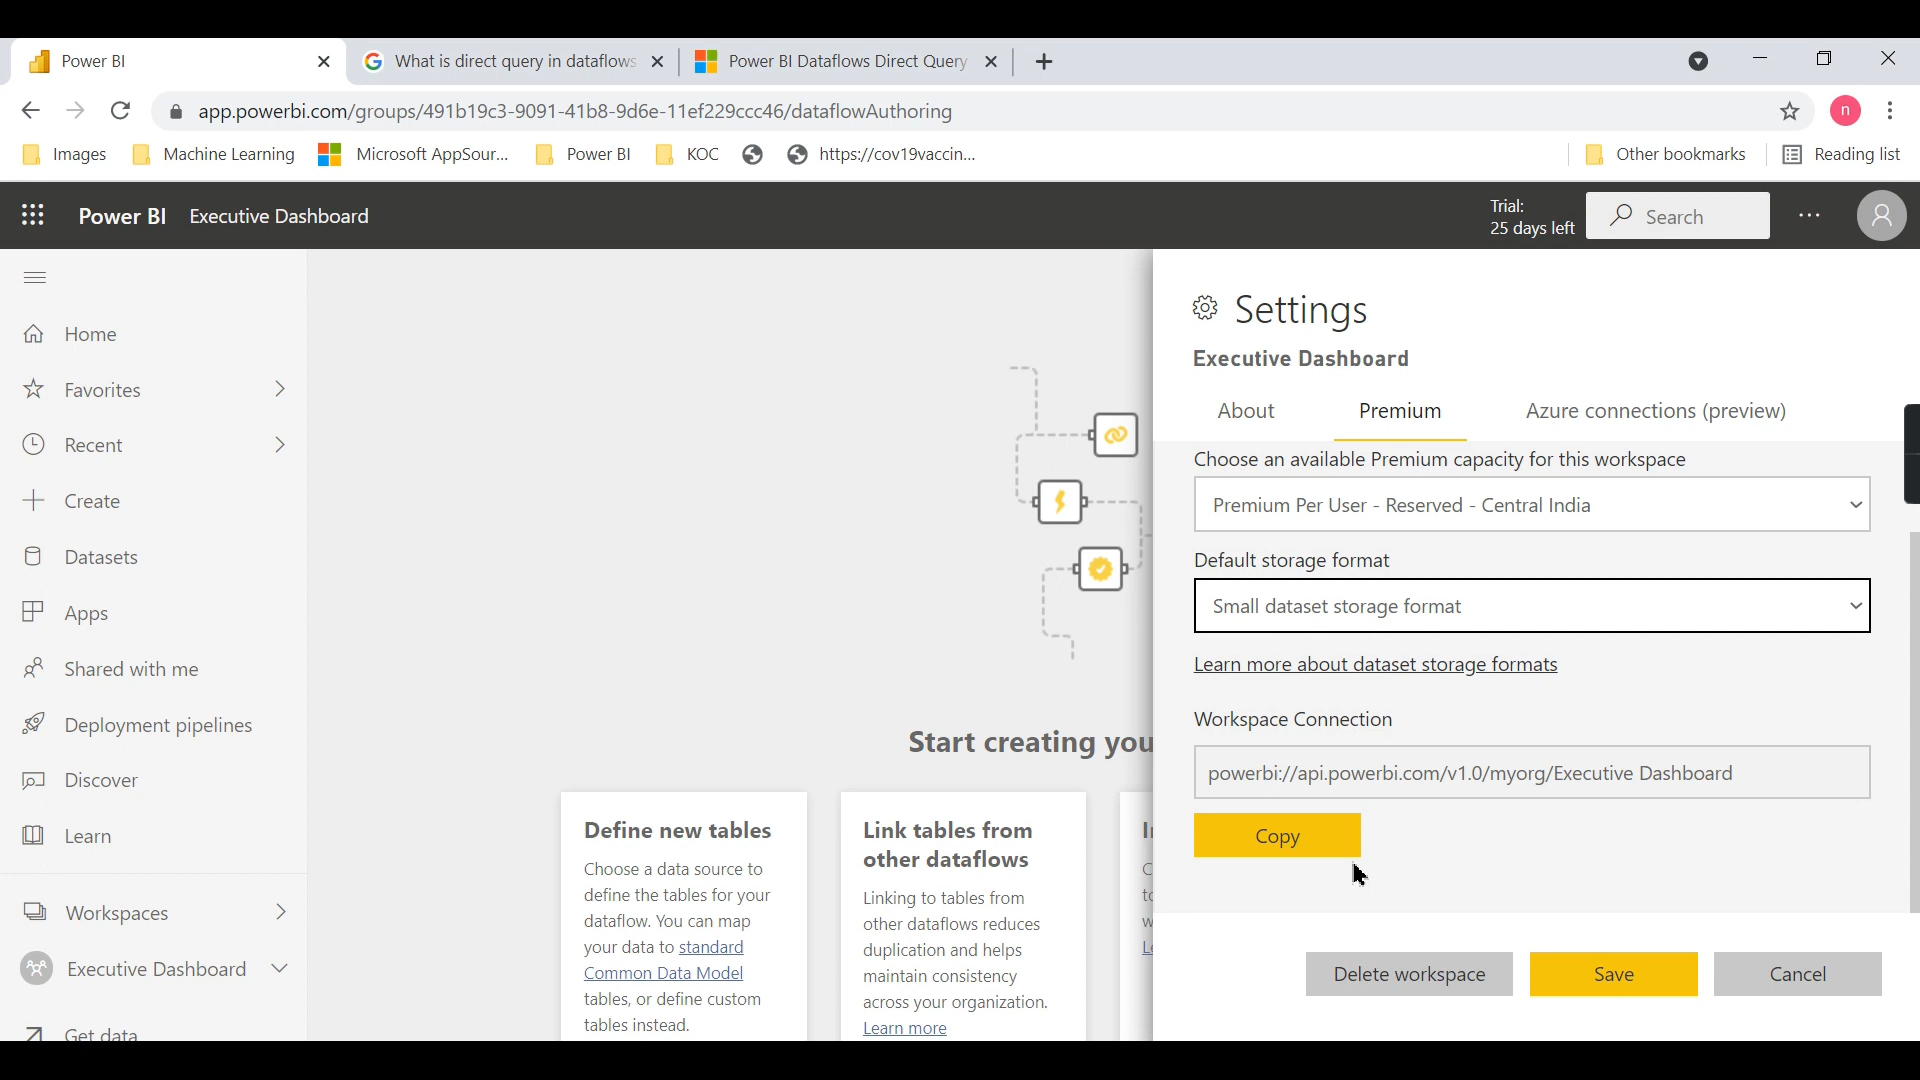 Power BI
What is direct query in dataflows
Power BI Dataflows Direct Query
app.powerbi.com/groups/491b19c3-9091-41b8-9d6e-11ef229ccc46/dataflowAuthoring
n
Images
Machine Learning
Microsoft AppSour...
Power BI
KOC
https://cov19vaccin...
Other bookmarks
Reading list
Power BI
Executive Dashboard
Trial:
25 days left
Search
Home
Favorites
Recent
Create
Datasets
Apps
Shared with me
Deployment pipelines
Discover
Learn
Workspaces
Executive Dashboard
Get data
Start creating you
Define new tables
Choose a data source to
define the tables for your
dataflow. You can map
your data to standard
Common Data Model
tables, or define custom
tables instead.
Link tables from
other dataflows
Linking to tables from
other dataflows reduces
duplication and helps
maintain consistency
across your organization.
Learn more
Settings
Executive Dashboard
About
Premium
Azure connections (preview)
Choose an available Premium capacity for this workspace
Premium Per User - Reserved - Central India
Default storage format
Small dataset storage format
Learn more about dataset storage formats
Workspace Connection
powerbi://api.powerbi.com/v1.0/myorg/Executive Dashboard
Copy
Delete workspace
Save
Cancel